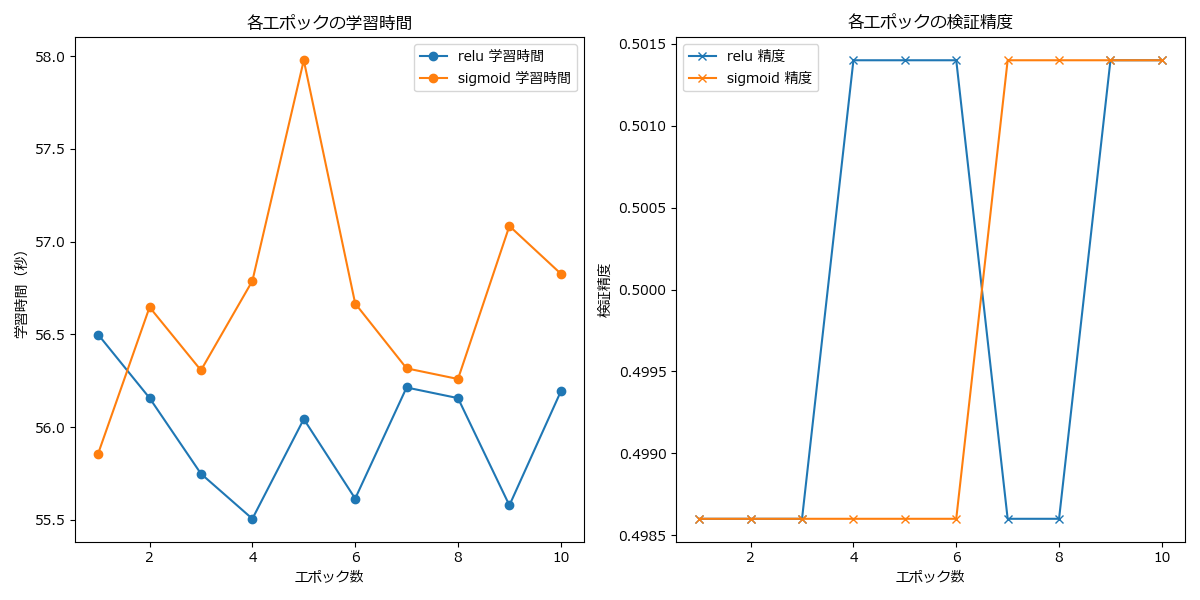 各エポックの学習時間
58.0
57.5
57.0
56.5
56.0
55.5
学習時間（秒）
relu 学習時間
sigmoid 学習時間
2 4 6 8 10
エポック数
各エポックの検証精度
0.5015
0.5010
0.5005
0.5000
0.4995
0.4990
0.4985
検証精度
relu 精度
sigmoid 精度
2 4 6 8 10
エポック数